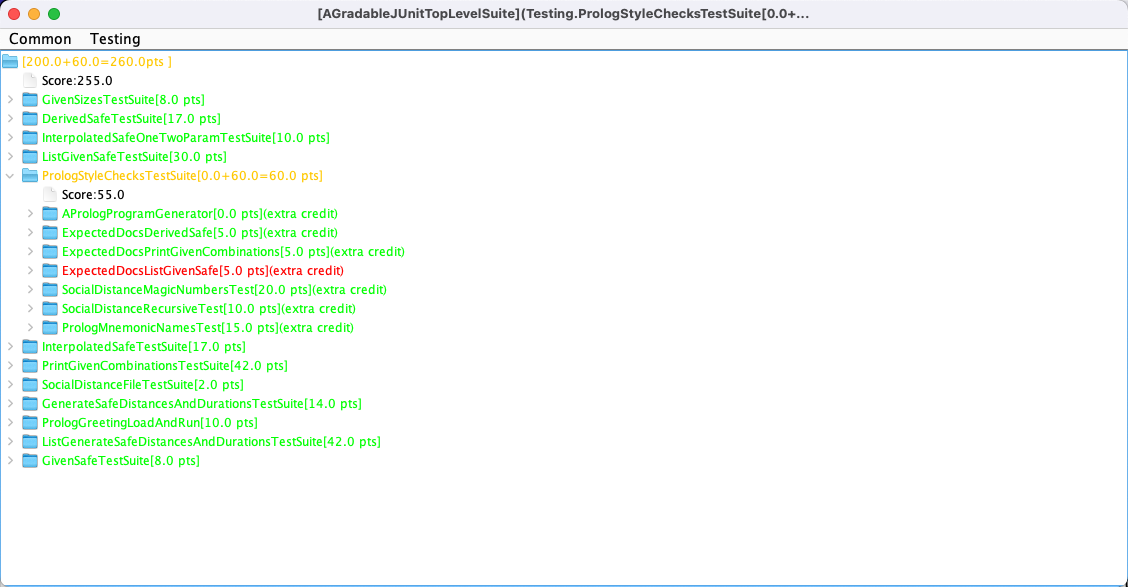 [AGradableJUnitTopLevelSuite](Testing.PrologStyleChecksTestSuite[0.0+...
Common Testing
[200.0+60.0=260.0pts ]
Score:255.0
GivenSizesTestSuite[8.0 pts]
DerivedSafeTestSuite[17.0 pts]
InterpolatedSafeOneTwoParamTestSuite[10.0 pts]
ListGivenSafeTestSuite[30.0 pts]
PrologStyleChecksTestSuite[0.0+60.0=60.0 pts]
Score:55.0
APrologProgramGenerator[0.0 pts](extra credit)
ExpectedDocsDerivedSafe[5.0 pts](extra credit)
ExpectedDocsPrintGivenCombinations[5.0 pts](extra credit)
ExpectedDocsListGivenSafe[5.0 pts](extra credit)
SocialDistanceMagicNumbersTest[20.0 pts](extra credit)
SocialDistanceRecursiveTest[10.0 pts](extra credit)
PrologMnemonicNamesTest[15.0 pts](extra credit)
InterpolatedSafeTestSuite[17.0 pts]
PrintGivenCombinationsTestSuite[42.0 pts]
SocialDistanceFileTestSuite[2.0 pts]
GenerateSafeDistancesAndDurationsTestSuite[14.0 pts]
PrologGreetingLoadAndRun[10.0 pts]
ListGenerateSafeDistancesAndDurationsTestSuite[42.0 pts]
GivenSafeTestSuite[8.0 pts]